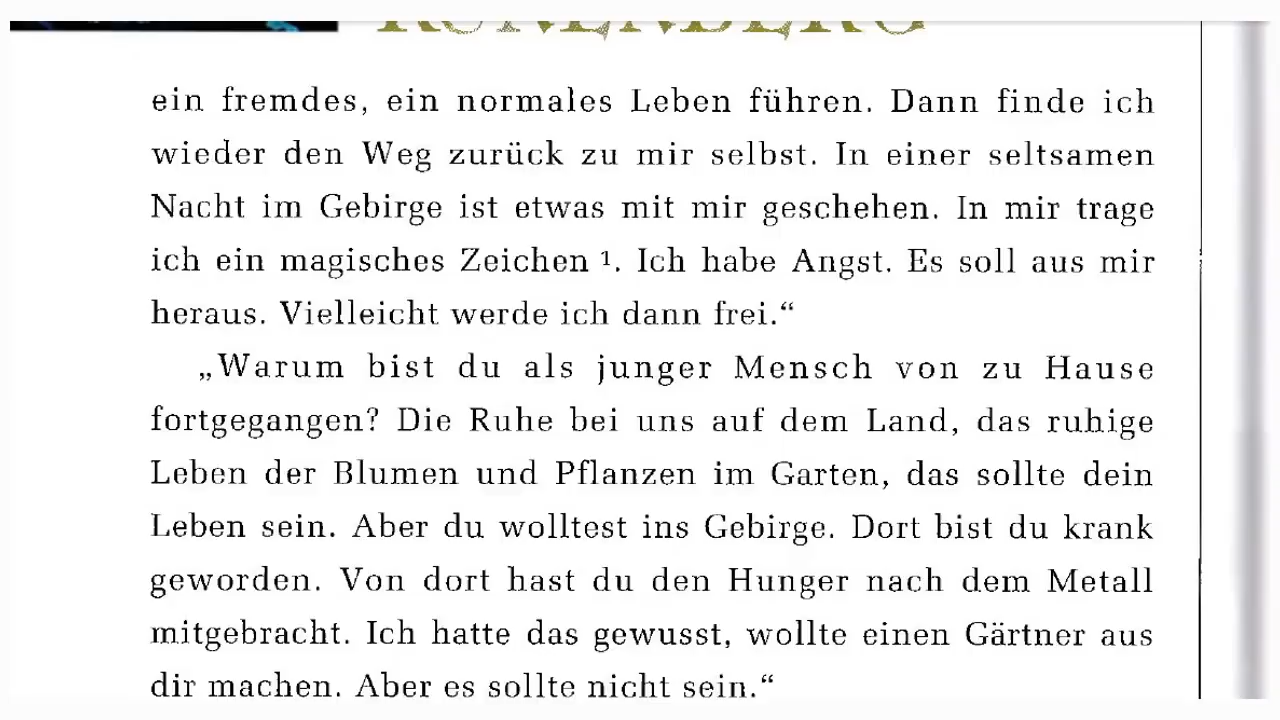 RUNENBERG
ein fremdes, ein normales Leben führen. Dann finde ich
wieder den Weg zurück zu mir selbst. In einer seltsamen
Nacht im Gebirge ist etwas mit mir geschehen. In mir trage
ich ein magisches Zeichen ¹. Ich habe Angst. Es soll aus mir
heraus. Vielleicht werde ich dann frei.“
„Warum bist du als junger Mensch von zu Hause
fortgegangen? Die Ruhe bei uns auf dem Land, das ruhige
Leben der Blumen und Pflanzen im Garten, das sollte dein
Leben sein. Aber du wolltest ins Gebirge. Dort bist du krank
geworden. Von dort hast du den Hunger nach dem Metall
mitgebracht. Ich hatte das gewusst, wollte einen Gärtner aus
dir machen. Aber es sollte nicht sein.“